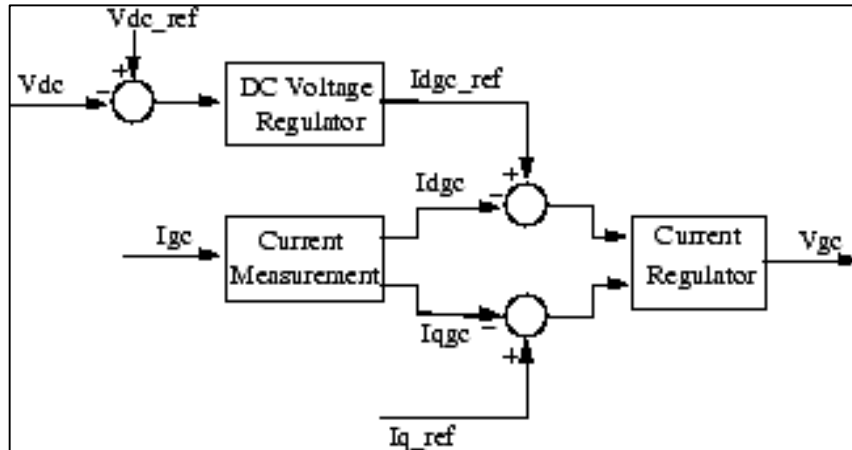 Vdc_ref
+
Vdc
−
DC Voltage
Regulator
Idgc_ref
+
Idgc
−
Igc
Current
Measurement
Current
Regulator
Vgc
Iqgc
−
+
Iq_ref